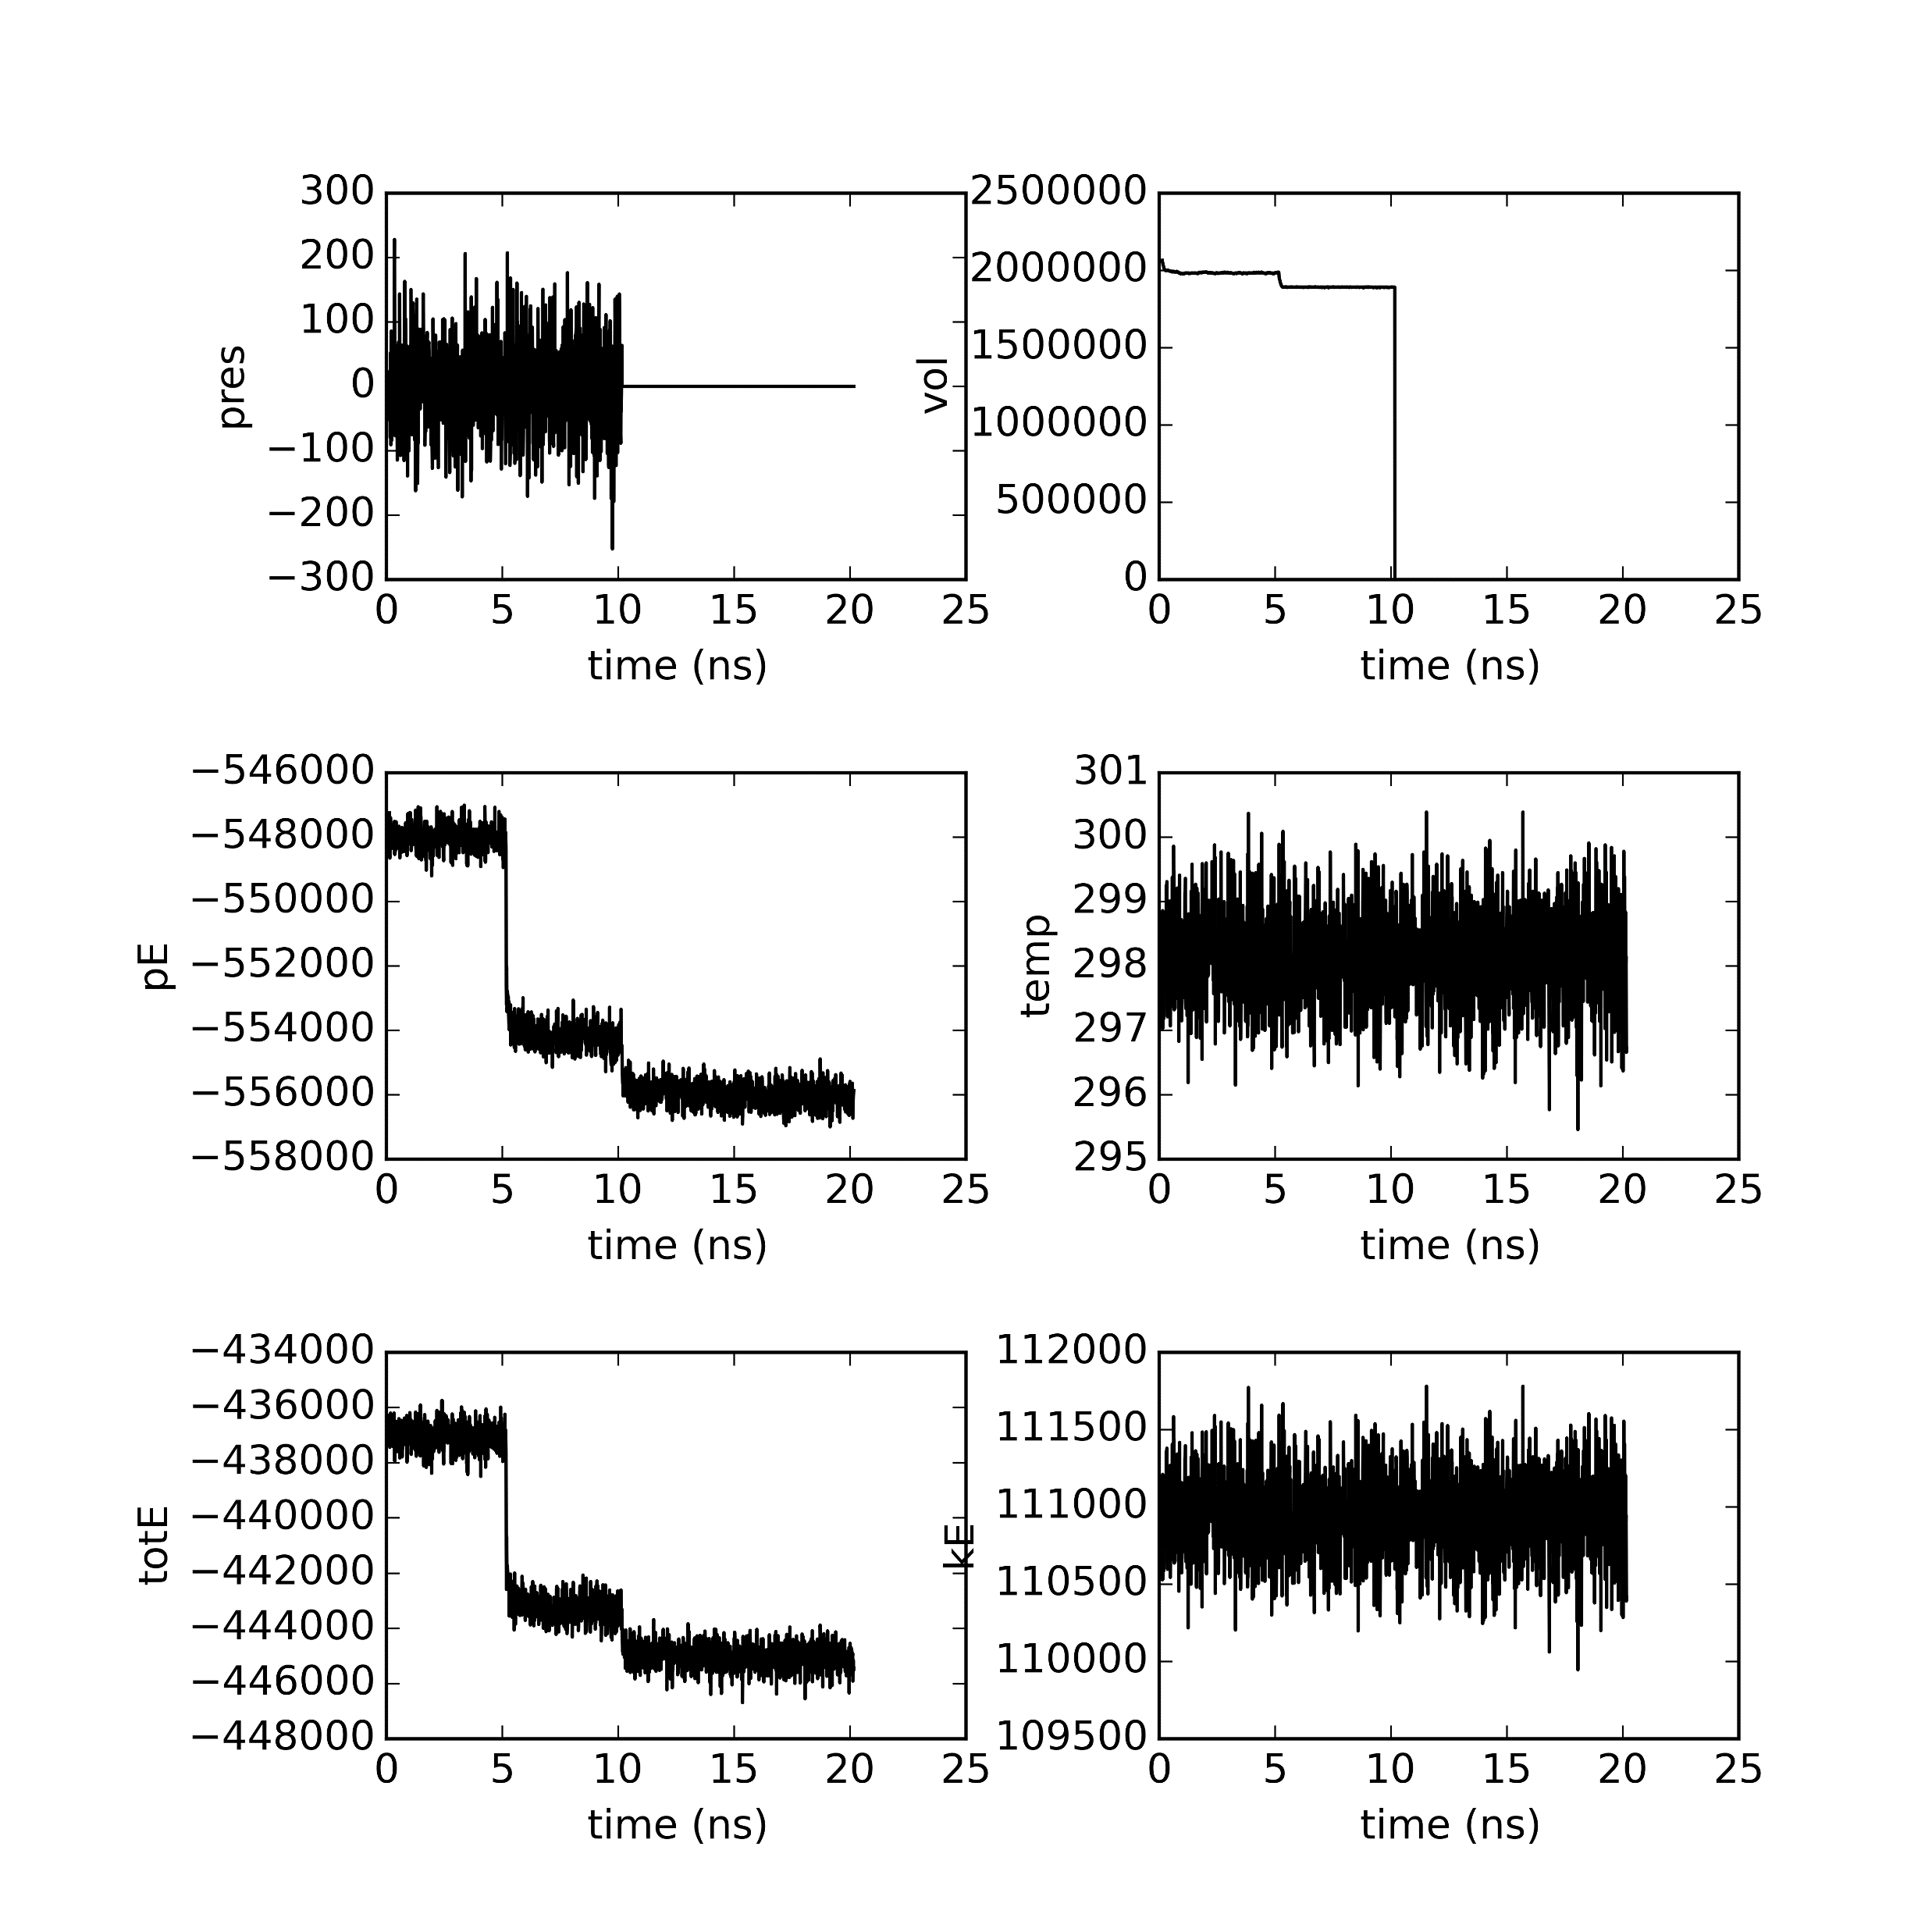 300
200
100
0
−100
−200
−300
pres
0 5 10 15 20 25
time (ns)
2500000
2000000
1500000
1000000
500000
0
vol
0 5 10 15 20 25
time (ns)
−546000
−548000
−550000
−552000
−554000
−556000
−558000
pE
0 5 10 15 20 25
time (ns)
301
300
299
298
297
296
295
temp
0 5 10 15 20 25
time (ns)
−434000
−436000
−438000
−440000
−442000
−444000
−446000
−448000
totE
0 5 10 15 20 25
time (ns)
112000
111500
111000
110500
110000
109500
kE
0 5 10 15 20 25
time (ns)